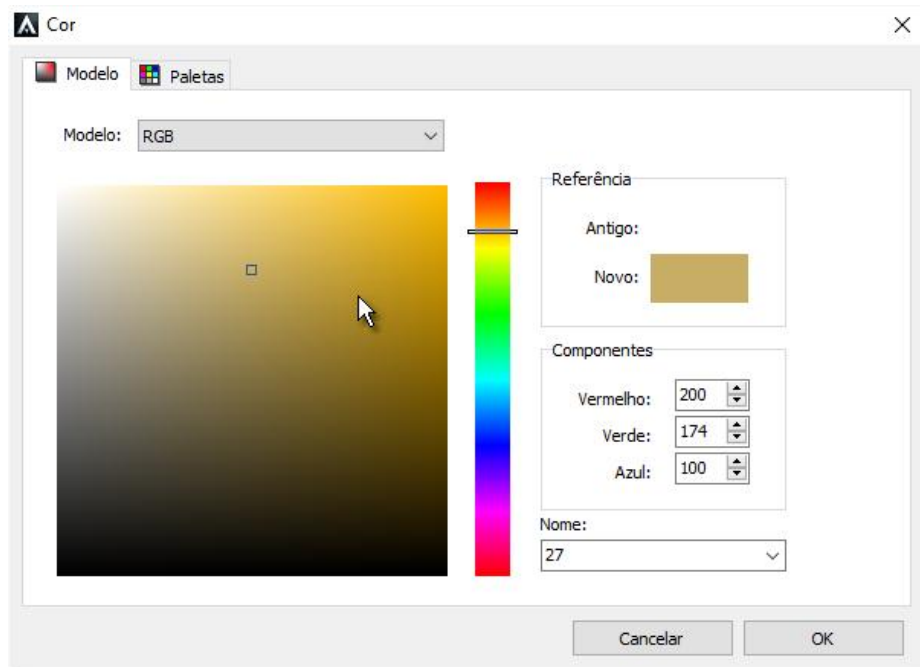 Cor
Modelo Paletas
Modelo: RGB
Referência
Antigo:
Novo:
Componentes
Vermelho: 200
Verde: 174
Azul: 100
Nome:
27
Cancelar OK